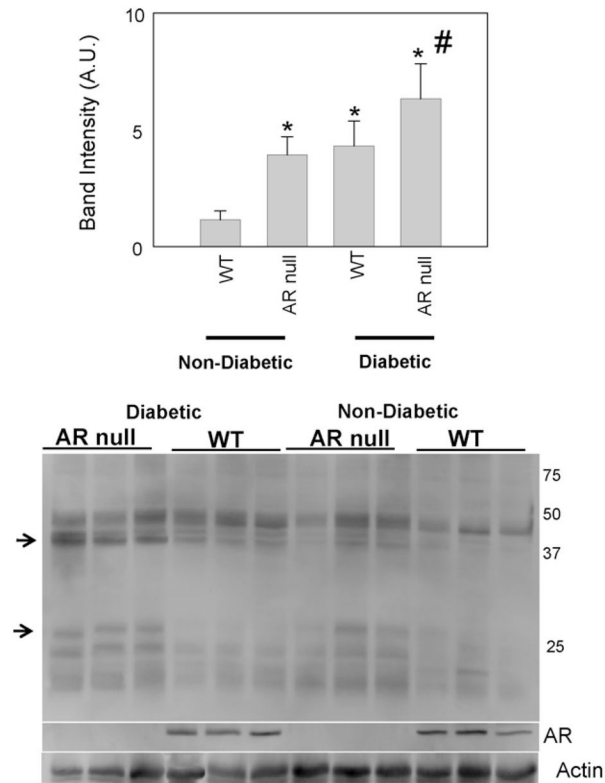 10
* #
*
*
5
0
Band Intensity (A.U.)
WT
AR null
WT
AR null
Non-Diabetic Diabetic
Diabetic Non-Diabetic
AR null WT AR null WT
75
50
37
25
AR
Actin